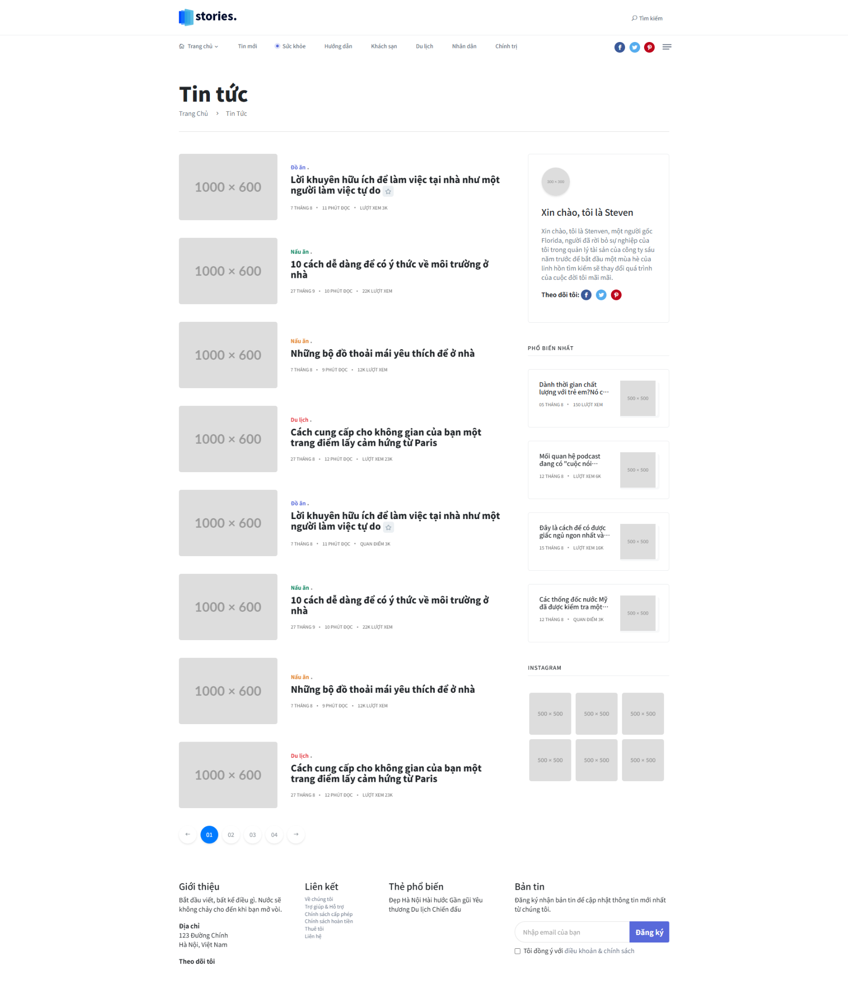 stories.
Tìm kiếm
Trang chủ
Tin mới
Sức khỏe
Hướng dẫn
Khách sạn
Du lịch
Nhân dân
Chính trị
Tin tức
Trang Chủ
Tin Tức
1000 × 600
Đồ ăn .
Lời khuyên hữu ích để làm việc tại nhà như một
người làm việc tự do
7 THÁNG 8 • 11 PHÚT ĐỌC • LƯỢT XEM 3K
1000 × 600
Nấu ăn .
10 cách dễ dàng để có ý thức về môi trường ở
nhà
27 THÁNG 9 • 10 PHÚT ĐỌC • 22K LƯỢT XEM
1000 × 600
Nấu ăn .
Những bộ đồ thoải mái yêu thích để ở nhà
7 THÁNG 8 • 9 PHÚT ĐỌC • 12K LƯỢT XEM
1000 × 600
Du lịch .
Cách cung cấp cho không gian của bạn một
trang điểm lấy cảm hứng từ Paris
27 THÁNG 8 • 12 PHÚT ĐỌC • LƯỢT XEM 23K
1000 × 600
Đồ ăn .
Lời khuyên hữu ích để làm việc tại nhà như một
người làm việc tự do
7 THÁNG 8 • 11 PHÚT ĐỌC • QUAN ĐIỂM 3K
1000 × 600
Nấu ăn .
10 cách dễ dàng để có ý thức về môi trường ở
nhà
27 THÁNG 9 • 10 PHÚT ĐỌC • 22K LƯỢT XEM
1000 × 600
Nấu ăn .
Những bộ đồ thoải mái yêu thích để ở nhà
7 THÁNG 8 • 9 PHÚT ĐỌC • 12K LƯỢT XEM
1000 × 600
Du lịch .
Cách cung cấp cho không gian của bạn một
trang điểm lấy cảm hứng từ Paris
27 THÁNG 8 • 12 PHÚT ĐỌC • LƯỢT XEM 23K
← 01 02 03 04 →
300 × 300
Xin chào, tôi là Steven
Xin chào, tôi là Stenven, một người gốc
Florida, người đã rời bỏ sự nghiệp của
tôi trong quản lý tài sản của công ty sáu
năm trước để bắt đầu một mùa hè của
linh hồn tìm kiếm sẽ thay đổi quá trình
của cuộc đời tôi mãi mãi.
Theo dõi tôi:
PHỔ BIẾN NHẤT
Dành thời gian chất
lượng với trẻ em?Nó c…
05 THÁNG 8 • 150 LƯỢT XEM
500 × 500
Mối quan hệ podcast
đang có "cuộc nói…
12 THÁNG 8 • LƯỢT XEM 6K
500 × 500
Đây là cách để có được
giấc ngủ ngon nhất và…
15 THÁNG 8 • LƯỢT XEM 16K
500 × 500
Các thống đốc nước Mỹ
đã được kiểm tra một…
12 THÁNG 8 • QUAN ĐIỂM 3K
500 × 500
INSTAGRAM
500 × 500 500 × 500 500 × 500
500 × 500 500 × 500 500 × 500
Giới thiệu
Bắt đầu viết, bất kể điều gì. Nước sẽ
không chảy cho đến khi bạn mở vòi.
Địa chỉ
123 Đường Chính
Hà Nội, Việt Nam
Theo dõi tôi
Liên kết
Về chúng tôi
Trợ giúp & Hỗ trợ
Chính sách cấp phép
Chính sách hoàn tiền
Thuê tôi
Liên hệ
Thẻ phổ biến
Đẹp Hà Nội Hài hước Gần gũi Yêu
thương Du lịch Chiến đấu
Bản tin
Đăng ký nhận bản tin để cập nhật thông tin mới nhất
từ chúng tôi.
Nhập email của bạn
Đăng ký
Tôi đồng ý với điều khoản & chính sách